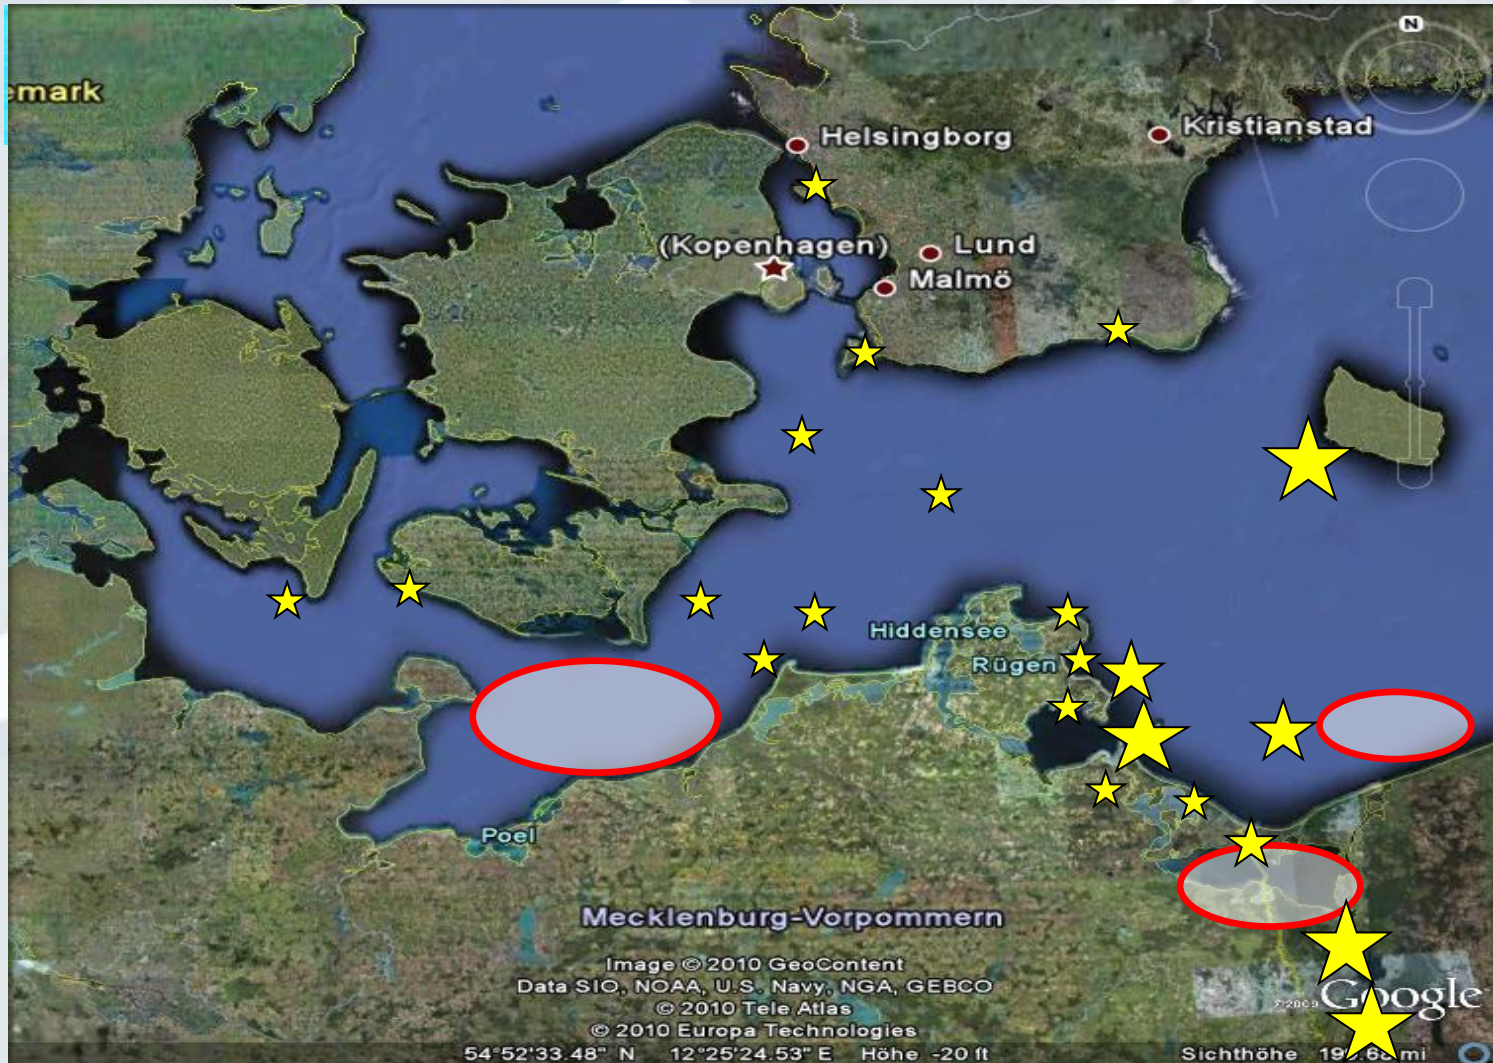 N
emark
Helsingborg
Kristianstad
(Kopenhagen)
Lund
Malmö
Hiddensee
Rügen
Poel
Mecklenburg-Vorpommern
Image © 2010 GeoContent
Data SIO, NOAA, U.S. Navy, NGA, GEBCO
© 2010 Tele Atlas
© 2010 Europa Technologies
©2009 Google
54°52'33.48" N 12°25'24.53" E Höhe -20 ft
Sichthöhe mi